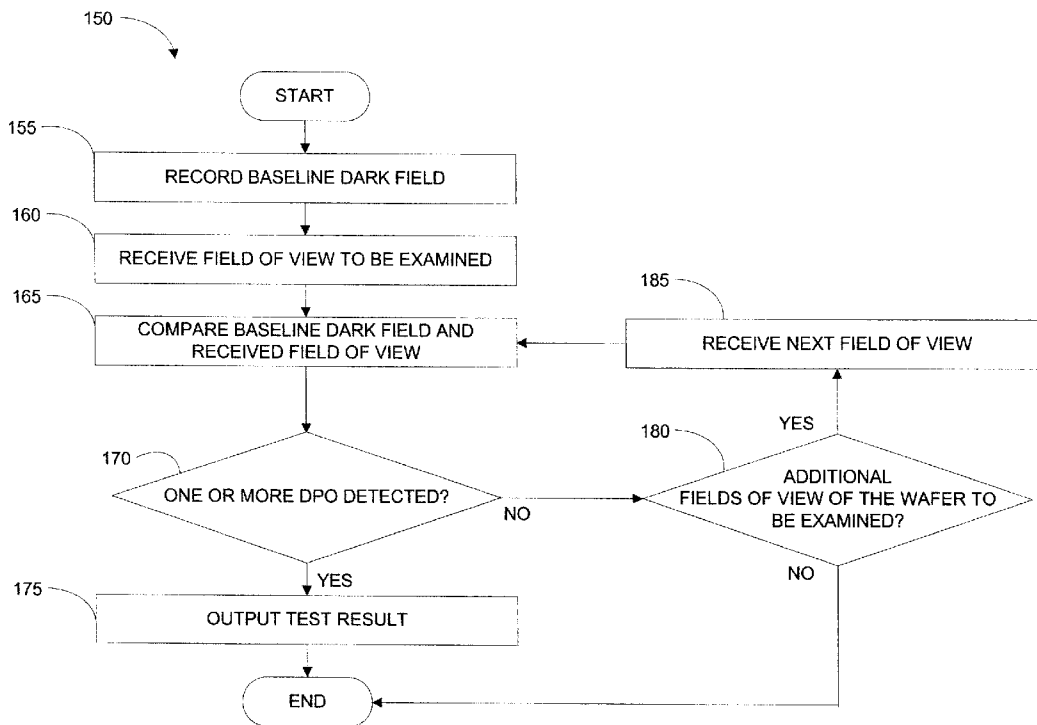 150
START
155
RECORD BASELINE DARK FIELD
160
RECEIVE FIELD OF VIEW TO BE EXAMINED
165
COMPARE BASELINE DARK FIELD AND
RECEIVED FIELD OF VIEW
185
RECEIVE NEXT FIELD OF VIEW
YES
170
ONE OR MORE DPO DETECTED?
NO
180
ADDITIONAL
FIELDS OF VIEW OF THE WAFER TO
BE EXAMINED?
NO
YES
175
OUTPUT TEST RESULT
END